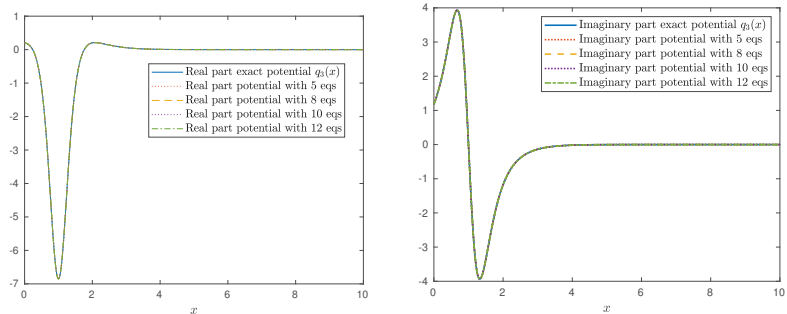 1
0
-1
-2
-3
-4
-5
-6
-7
0
2
4
6
8
10
x
Real part exact potential q₃(x)
Real part potential with 5 eqs
Real part potential with 8 eqs
Real part potential with 10 eqs
Real part potential with 12 eqs
4
3
2
1
0
-1
-2
-3
-4
0
2
4
6
8
10
x
Imaginary part exact potential q₃(x)
Imaginary part potential with 5 eqs
Imaginary part potential with 8 eqs
Imaginary part potential with 10 eqs
Imaginary part potential with 12 eqs